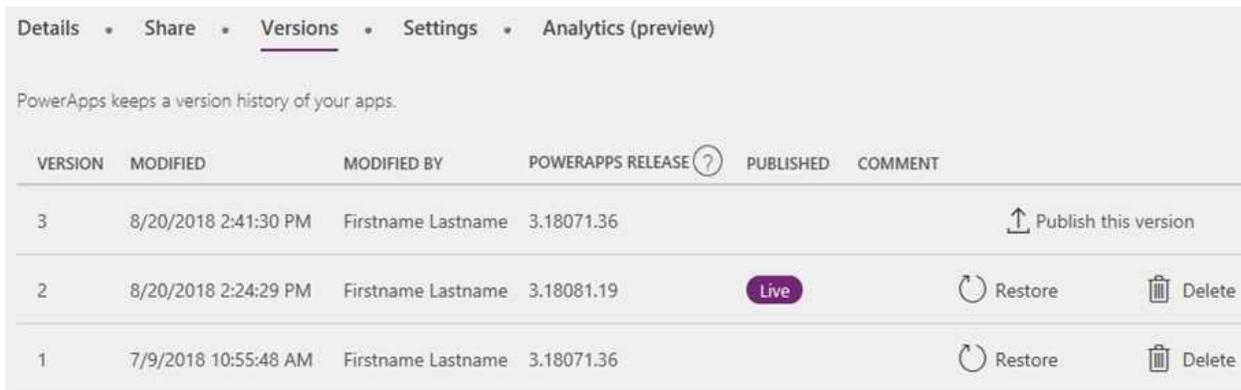 Details • Share • Versions • Settings • Analytics (preview)
PowerApps keeps a version history of your apps.
VERSION MODIFIED MODIFIED BY POWERAPPS RELEASE ? PUBLISHED COMMENT
3 8/20/2018 2:41:30 PM Firstname Lastname 3.18071.36 Publish this version
2 8/20/2018 2:24:29 PM Firstname Lastname 3.18081.19 Live Restore Delete
1 7/9/2018 10:55:48 AM Firstname Lastname 3.18071.36 Restore Delete